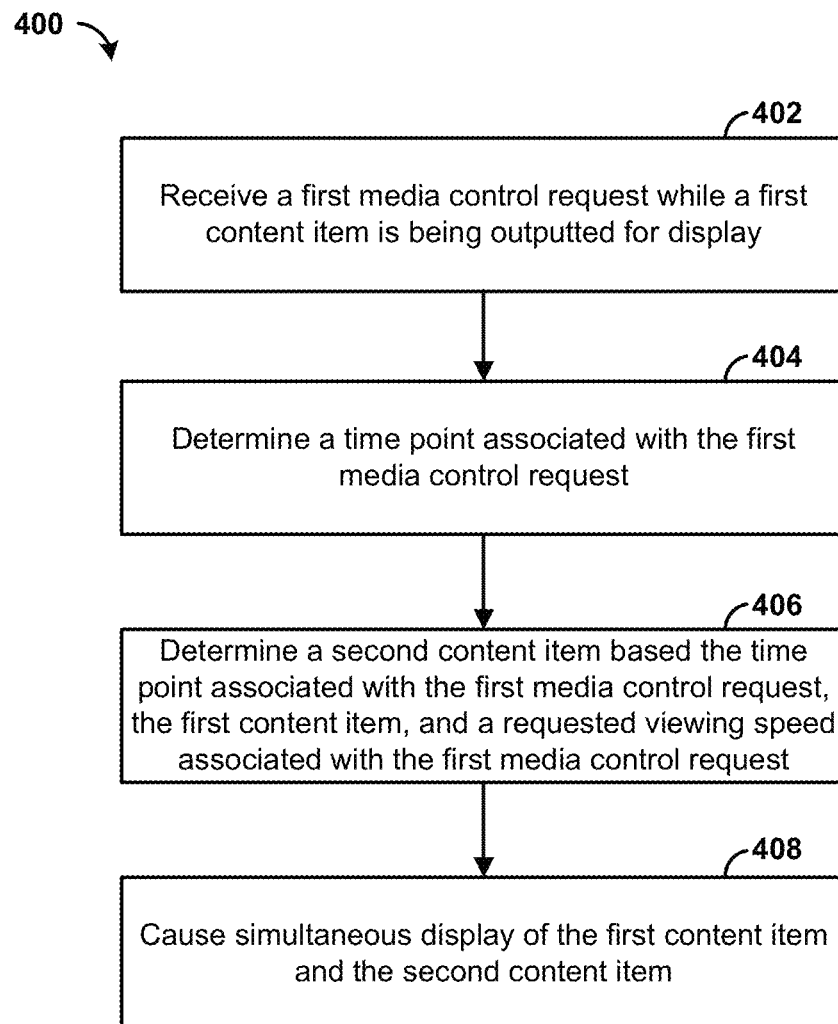 400
402
Receive a first media control request while a first
content item is being outputted for display
404
Determine a time point associated with the first
media control request
406
Determine a second content item based the time
point associated with the first media control request,
the first content item, and a requested viewing speed
associated with the first media control request
408
Cause simultaneous display of the first content item
and the second content item